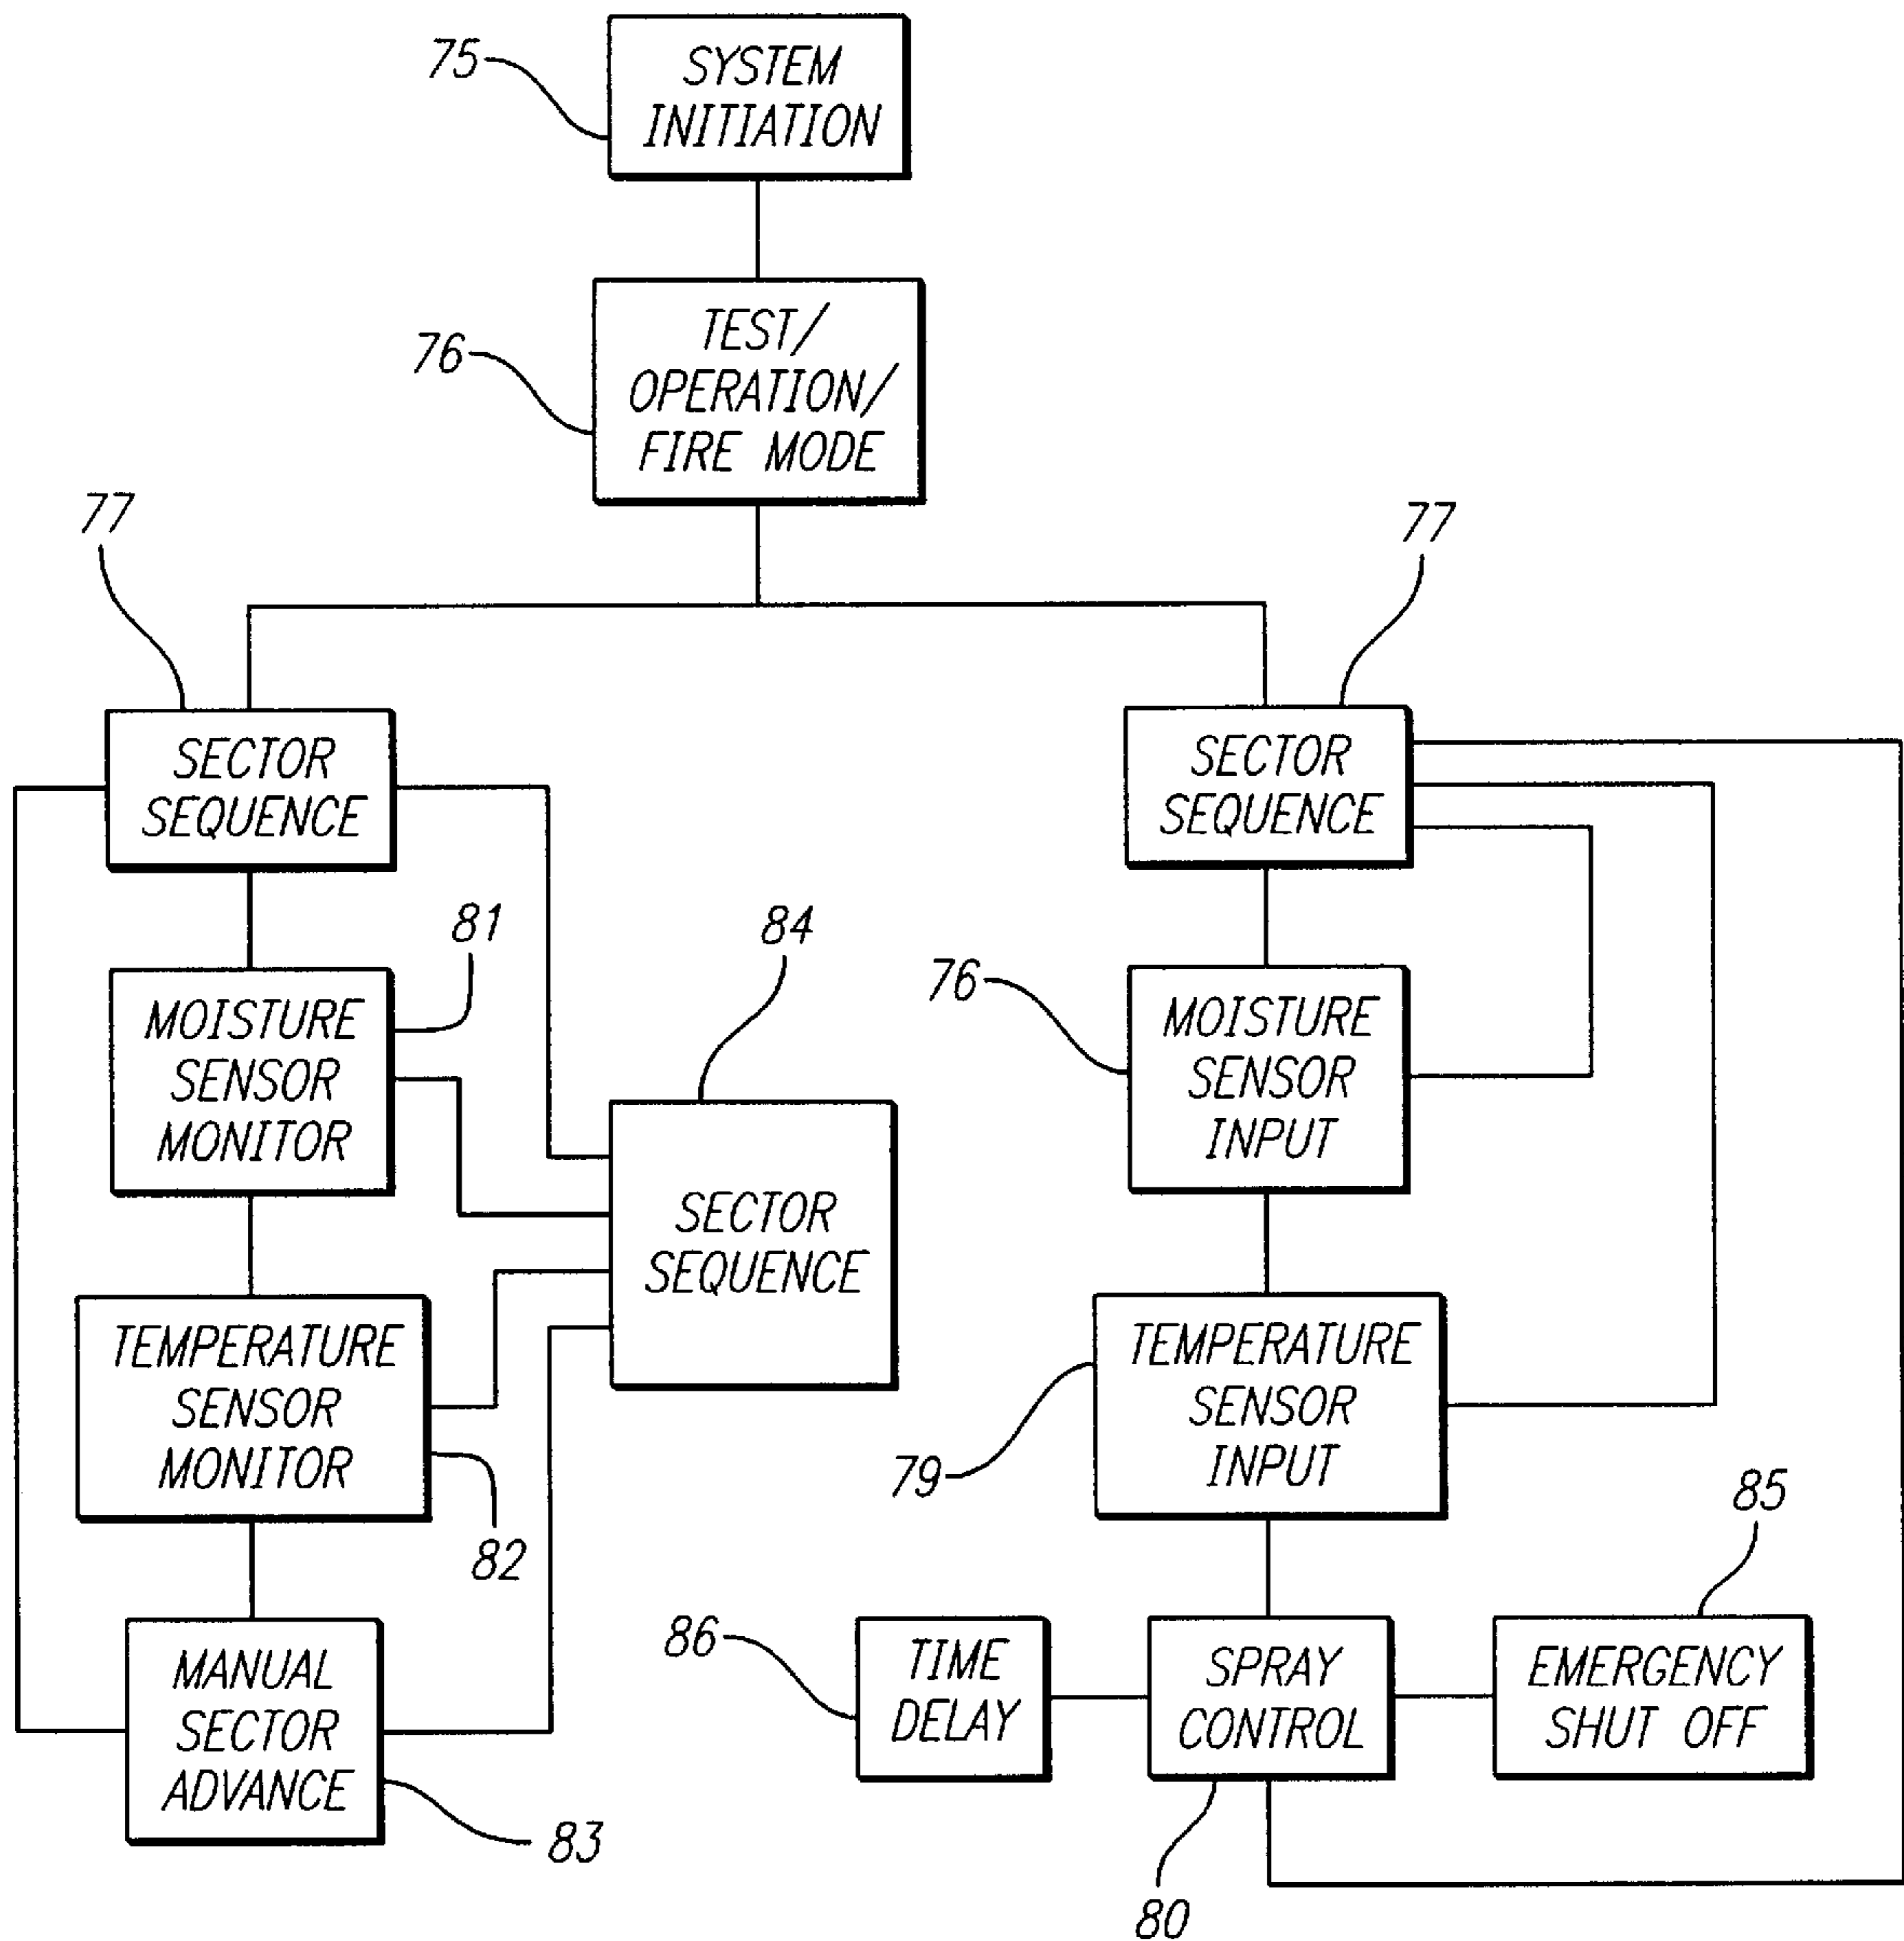 75
SYSTEM
INITIATION
76
TEST/
OPERATION/
FIRE MODE
77
SECTOR
SEQUENCE
77
SECTOR
SEQUENCE
81
MOISTURE
SENSOR
MONITOR
84
SECTOR
SEQUENCE
76
MOISTURE
SENSOR
INPUT
TEMPERATURE
SENSOR
MONITOR
82
79
TEMPERATURE
SENSOR
INPUT
MANUAL
SECTOR
ADVANCE
83
86
TIME
DELAY
SPRAY
CONTROL
80
85
EMERGENCY
SHUT OFF